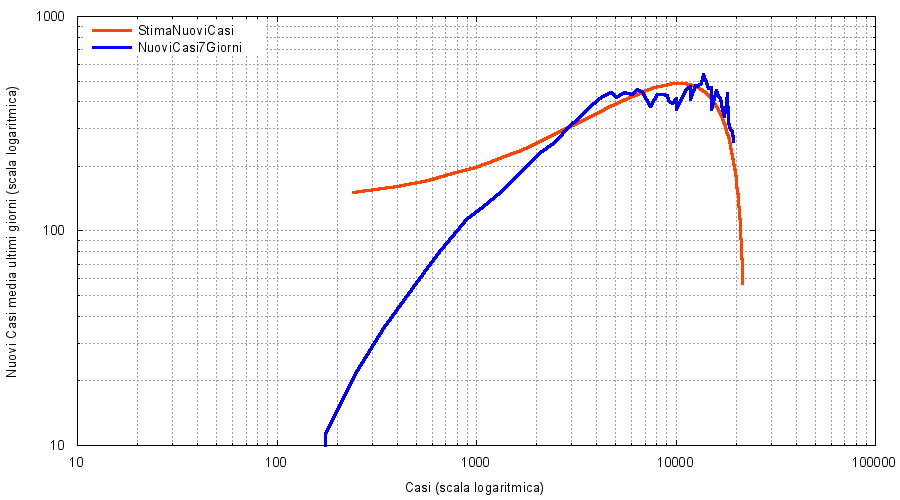 1000
StimaNuoviCasi
NuoviCasi7Giorni
100
10
Nuovi Casi media ultimi giorni (scala logaritmica)
10 100 1000 10000 100000
Casi (scala logaritmica)